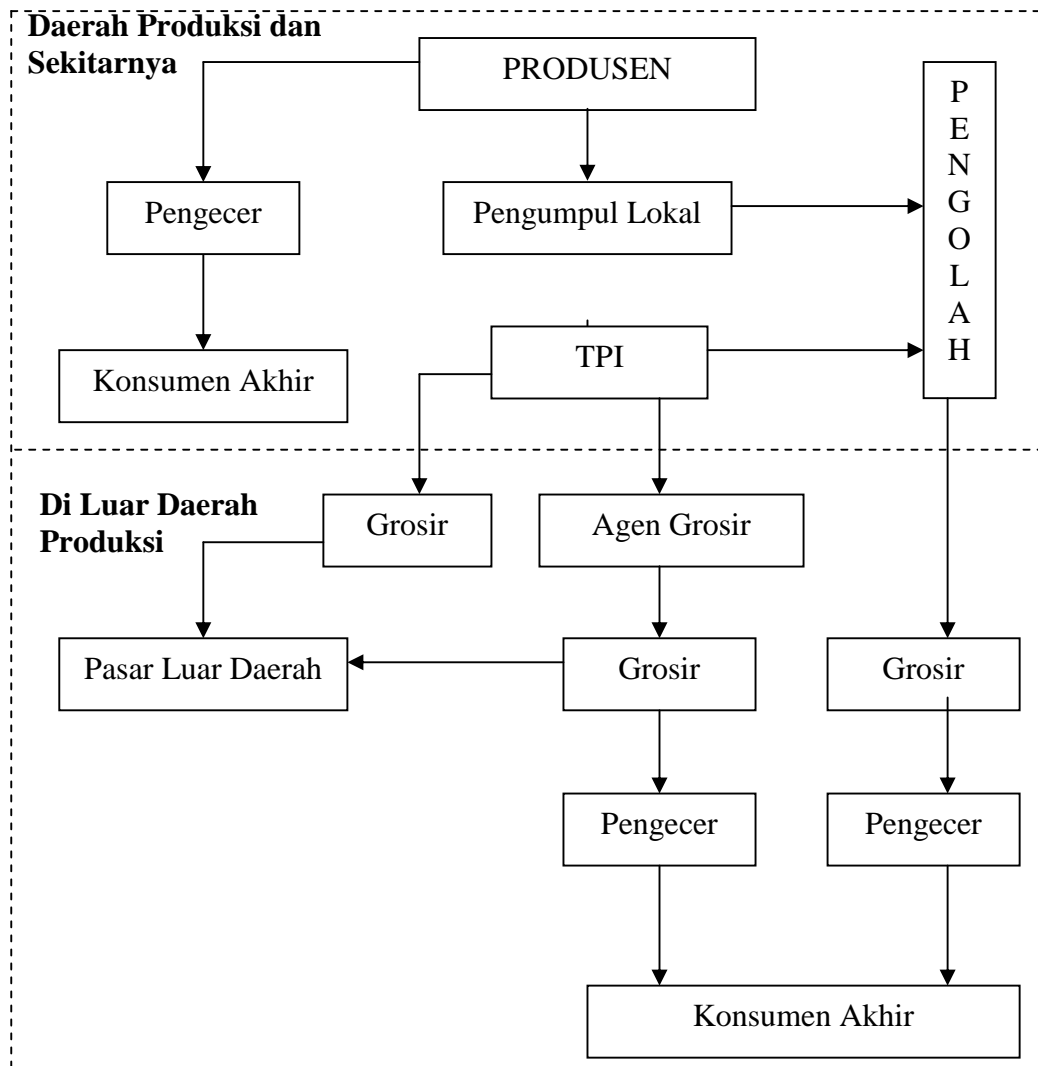 Daerah Produksi dan
Sekitarnya
PRODUSEN
P
E
N
G
O
L
A
H
Pengecer
Pengumpul Lokal
TPI
Konsumen Akhir
Di Luar Daerah
Produksi
Grosir
Agen Grosir
Pasar Luar Daerah
Grosir
Grosir
Pengecer
Pengecer
Konsumen Akhir